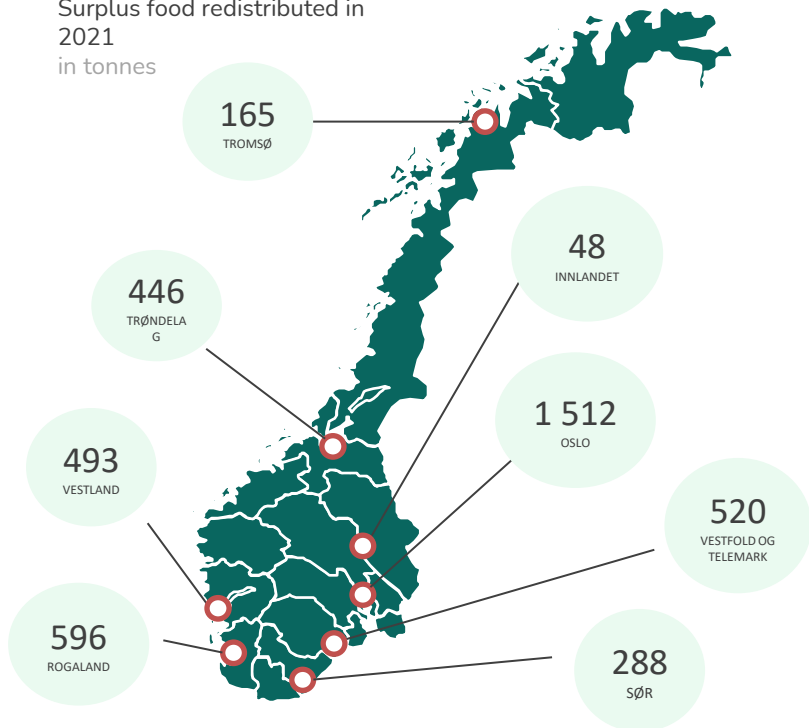 Surplus food redistributed in
2021
in tonnes
165
TROMSØ
48
INNLANDET
446
TRØNDELA
G
1 512
OSLO
493
VESTLAND
520
VESTFOLD OG
TELEMARK
596
ROGALAND
288
SØR